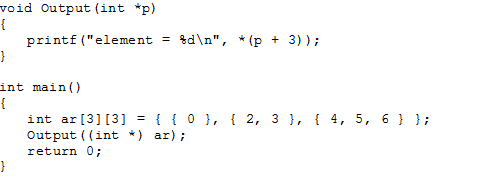 void Output(int *p)
{
    printf("element = %d\n", *(p + 3));
}

int main()
{
    int ar[3][3] = { { 0 }, { 2, 3 }, { 4, 5, 6 } };
    Output((int *) ar);
    return 0;
}